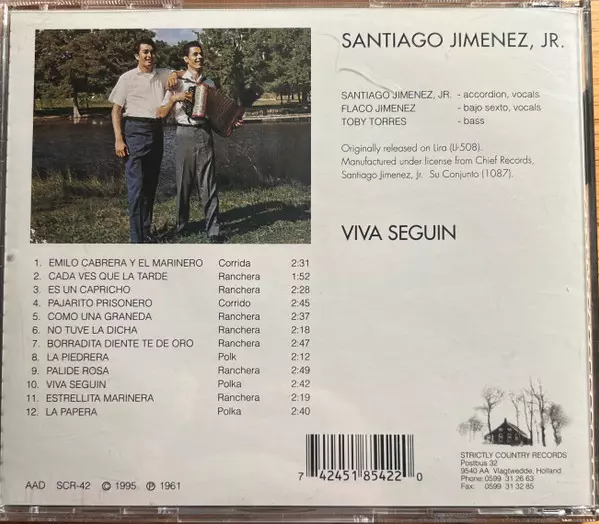 SANTIAGO JIMENEZ, JR.
SANTIAGO JIMENEZ, JR. - accordion, vocals
FLACO JIMENEZ - bajo sexto, vocals
TOBY TORRES - bass
Originally released on Lira (LJ-508).
Manufactured under license from Chief Records,
Santiago Jimenez, Jr. Su Conjunto (1087).
VIVA SEGUIN
1. EMILO CABRERA Y EL MARINERO Corrida 2:31
2. CADA VES QUE LA TARDE Ranchera 1:52
3. ES UN CAPRICHO Ranchera 2:28
4. PAJARITO PRISONERO Corrido 2:45
5. COMO UNA GRANEDA Ranchera 2:37
6. NO TUVE LA DICHA Ranchera 2:18
7. BORRADITA DIENTE TE DE ORO Ranchera 2:47
8. LA PIEDRERA Polk 2:12
9. PALIDE ROSA Ranchera 2:49
10. VIVA SEGUIN Polka 2:42
11. ESTRELLITA MARINERA Ranchera 2:19
12. LA PAPERA Polka 2:40
AAD SCR-42 © 1995 ℗ 1961
7 42451 85422 0
STRICTLY COUNTRY RECORDS
Postbus 32
9540 AA Vlagtwedde, Holland
Phone: 0599 31 26 63
Fax: 0599 31 32 85